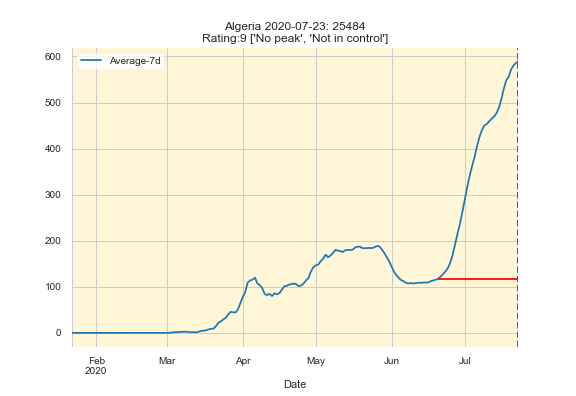 Algeria 2020-07-23: 25484
Rating:9 ['No peak', 'Not in control']
Average-7d
600
500
400
300
200
100
0
Feb Mar Apr May Jun Jul
2020
Date